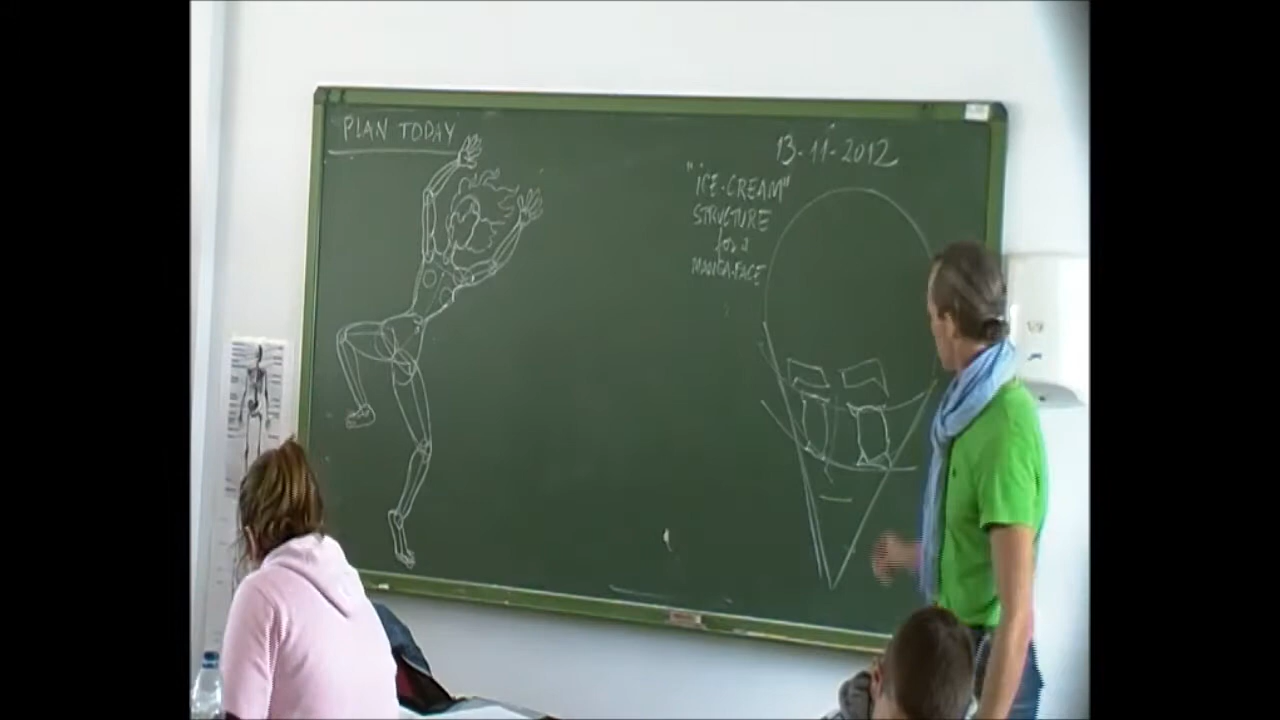 PLAN TODAY
13-11-2012
"ICE-CREAM"
STRUCTURE
for a
MANGA-FACE